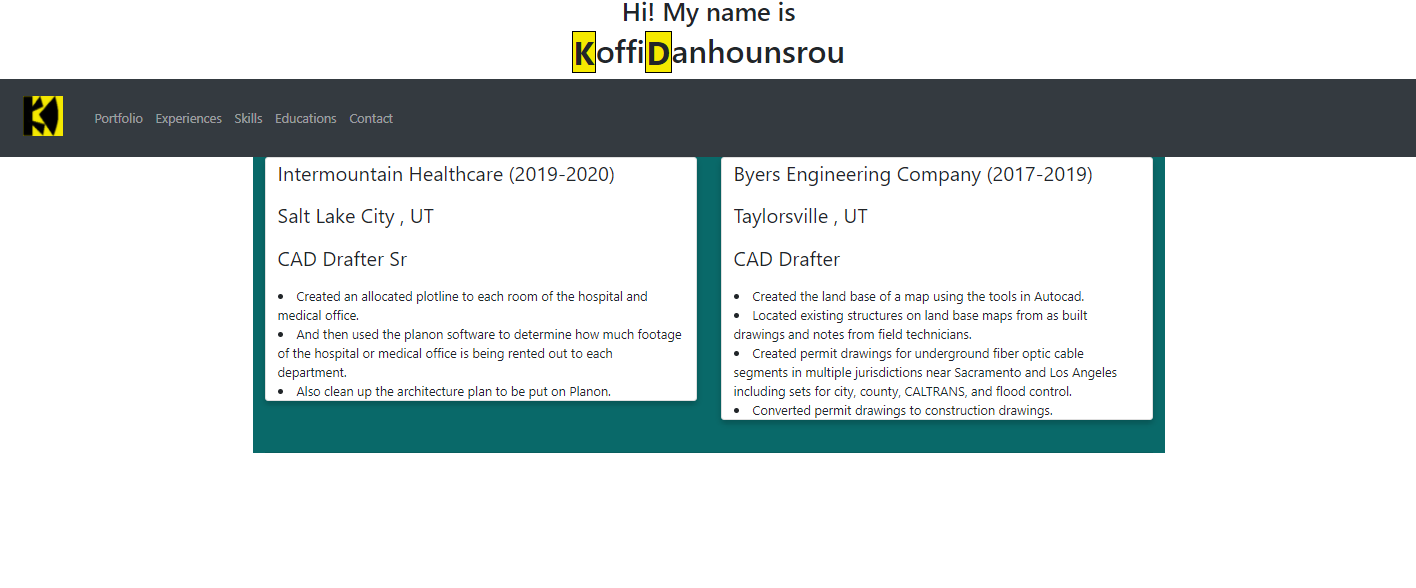 Hi! My name is
KoffiDanhounsrou
KD
Portfolio Experiences Skills Educations Contact
Intermountain Healthcare (2019-2020)
Salt Lake City , UT
CAD Drafter Sr
• Created an allocated plotline to each room of the hospital and
medical office.
• And then used the planon software to determine how much footage
of the hospital or medical office is being rented out to each
department.
• Also clean up the architecture plan to be put on Planon.
Byers Engineering Company (2017-2019)
Taylorsville , UT
CAD Drafter
• Created the land base of a map using the tools in Autocad.
• Located existing structures on land base maps from as built
drawings and notes from field technicians.
• Created permit drawings for underground fiber optic cable
segments in multiple jurisdictions near Sacramento and Los Angeles
including sets for city, county, CALTRANS, and flood control.
• Converted permit drawings to construction drawings.